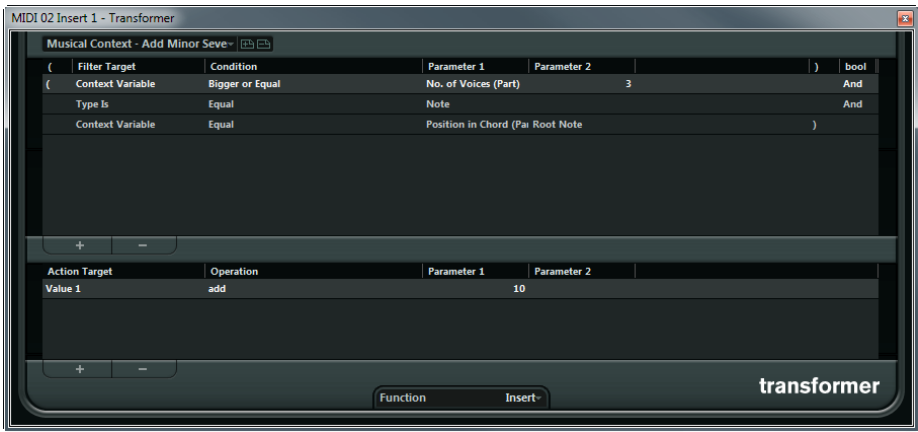 MIDI 02 Insert 1 - Transformer
Musical Context - Add Minor Seve
( Filter Target Condition Parameter 1 Parameter 2 ) bool
( Context Variable Bigger or Equal No. of Voices (Part) 3 And
Type Is Equal Note And
Context Variable Equal Position in Chord (Par Root Note )
+ −
Action Target Operation Parameter 1 Parameter 2
Value 1 add 10
+ −
Function Insert
transformer